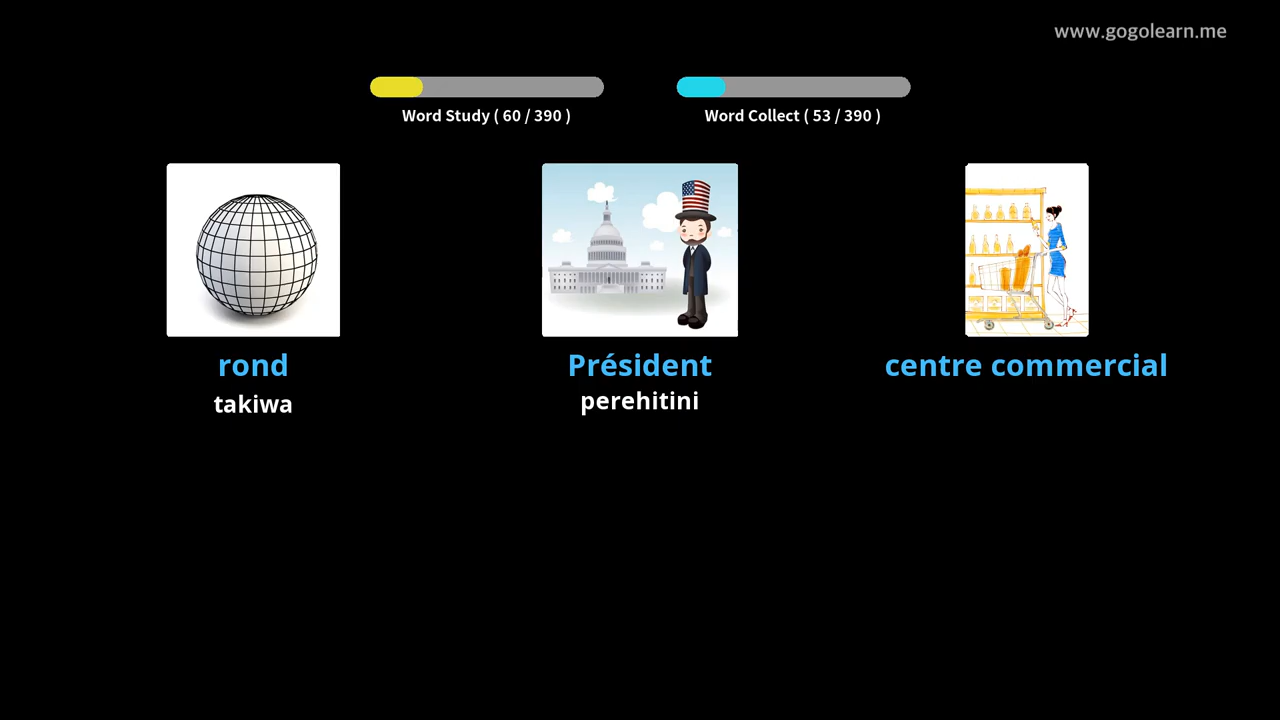 www.gogolearn.me
Word Study ( 60 / 390 )
Word Collect ( 53 / 390 )
rond
takiwa
Président
perehitini
centre commercial